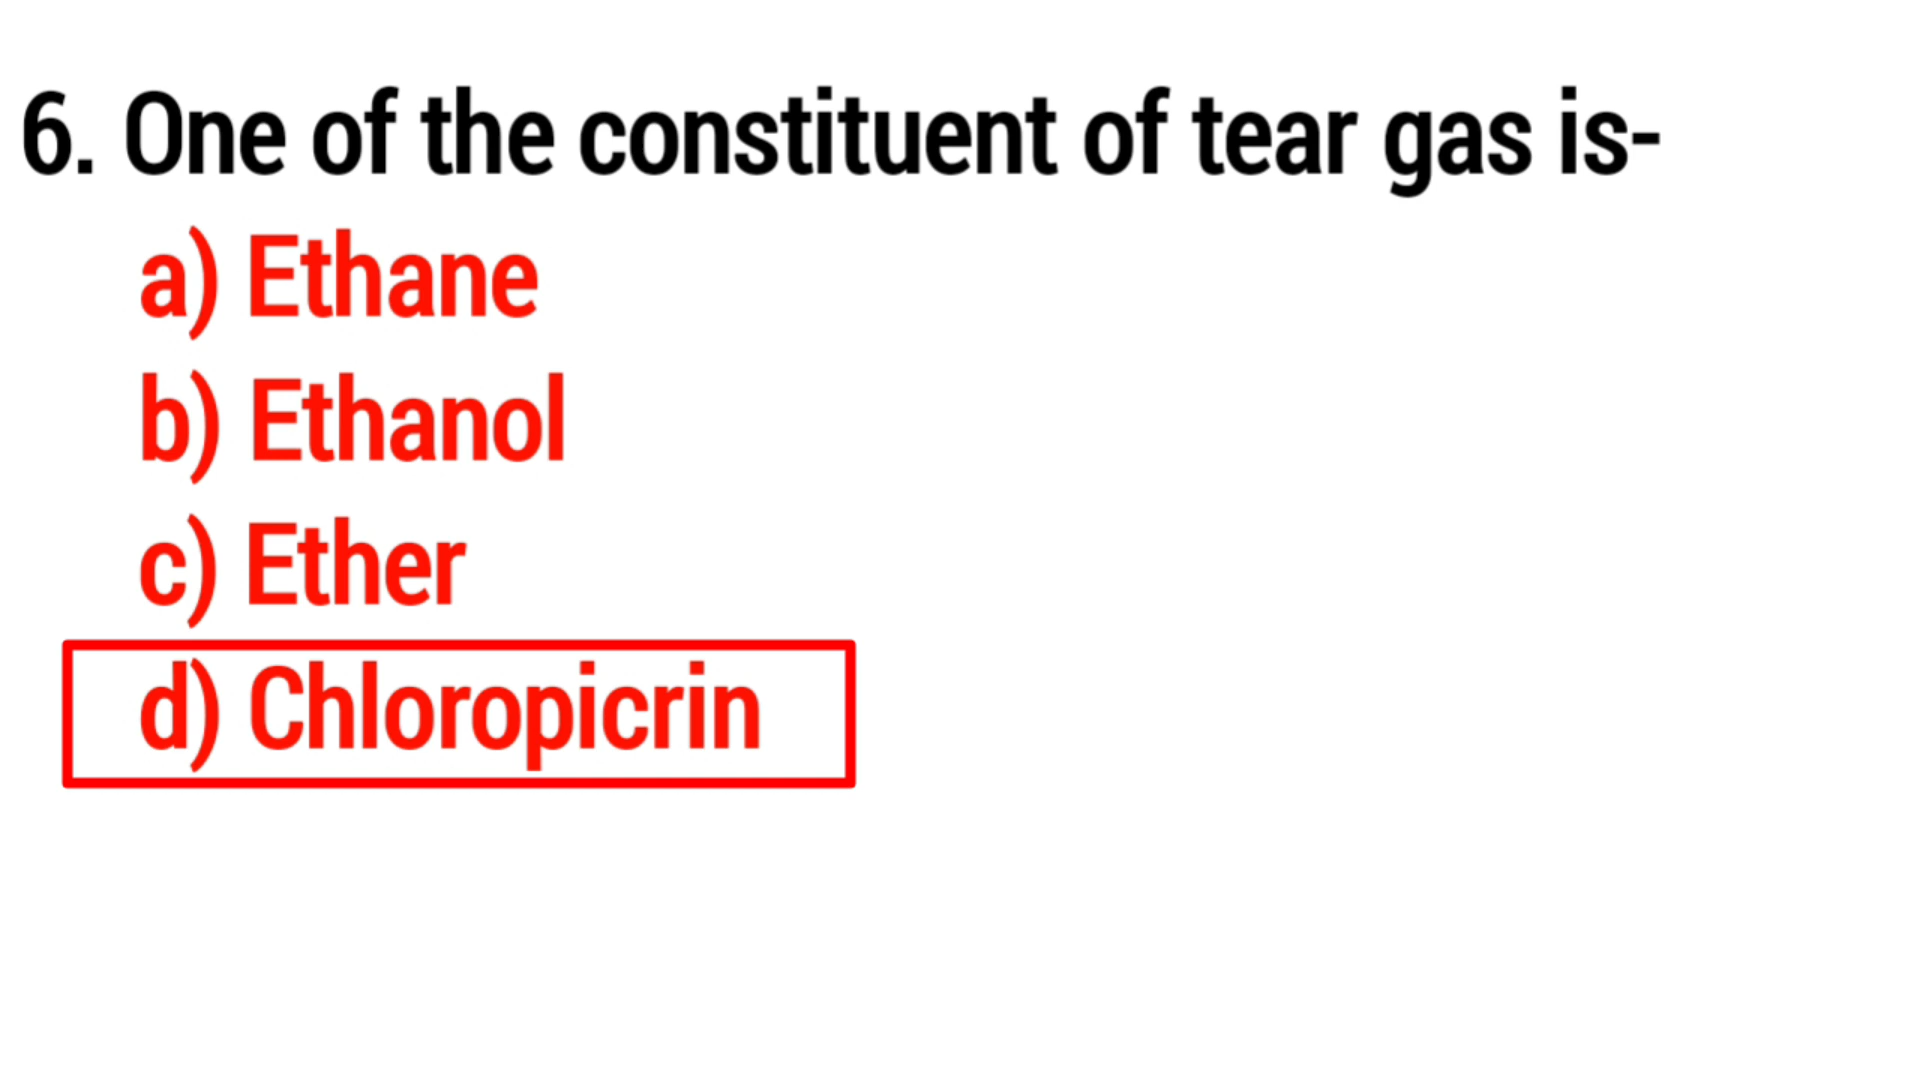 6. One of the constituent of tear gas is-
a) Ethane
b) Ethanol
c) Ether
d) Chloropicrin